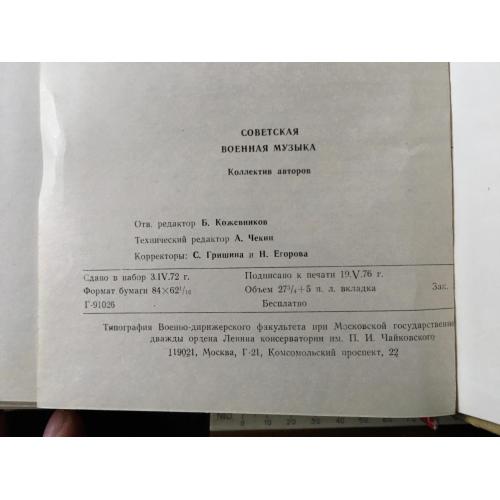 СОВЕТСКАЯ
ВОЕННАЯ МУЗЫКА
Коллектив авторов
Отв. редактор Б. Кожевников
Технический редактор А. Чекин
Корректоры: С. Гришина и Н. Егорова
Сдано в набор 3.IV.72 г. Подписано к печати 19.V.76 г.
Формат бумаги 84×62¹/₁₆ Объем 27³/₄+5 п. л. вкладка Зак.
Г-91026 Бесплатно
Типография Военно-дирижерского факультета при Московской государствен
дважды ордена Ленина консерватории им. П. И. Чайковского
119021, Москва, Г-21, Комсомольский проспект, 22